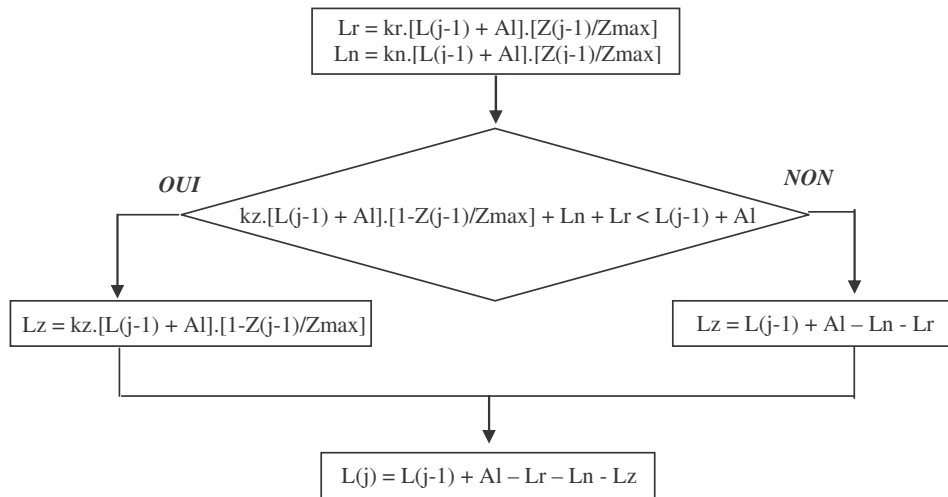 Lr = kr.[L(j-1) + Al].[Z(j-1)/Zmax]
Ln = kn.[L(j-1) + Al].[Z(j-1)/Zmax]
OUI
NON
kz.[L(j-1) + Al].[1-Z(j-1)/Zmax] + Ln + Lr < L(j-1) + Al
Lz = kz.[L(j-1) + Al].[1-Z(j-1)/Zmax]
Lz = L(j-1) + Al – Ln - Lr
L(j) = L(j-1) + Al – Lr – Ln - Lz